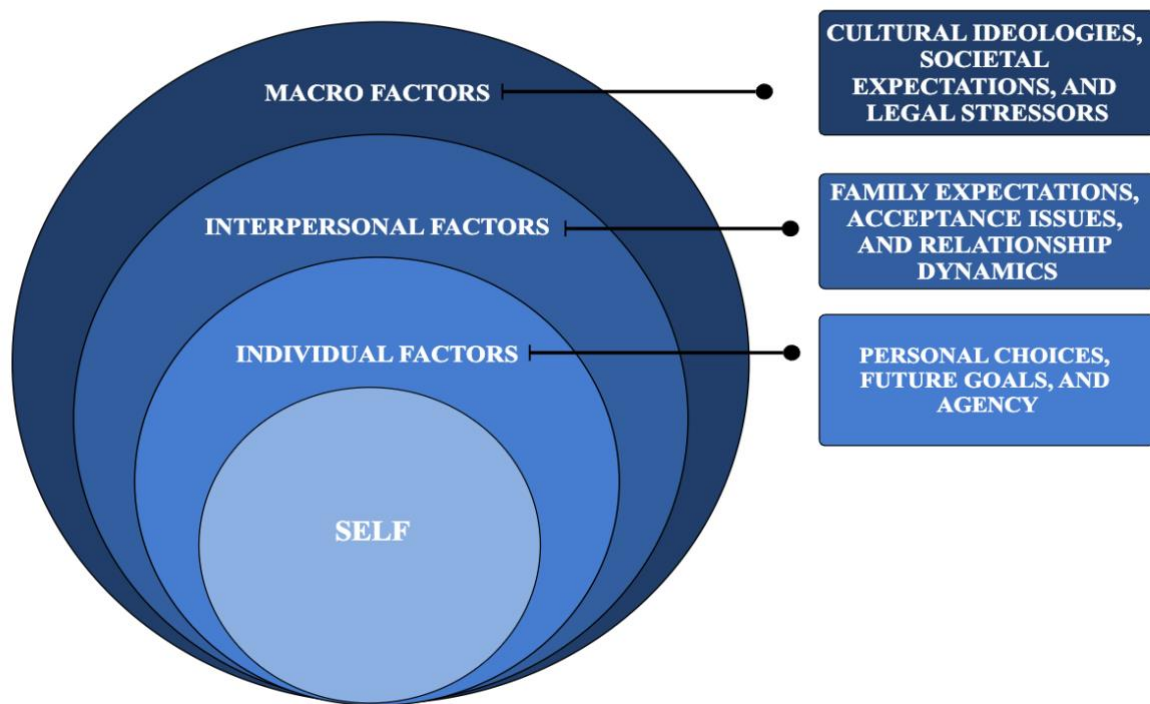 MACRO FACTORS
CULTURAL IDEOLOGIES,
SOCIETAL
EXPECTATIONS, AND
LEGAL STRESSORS
INTERPERSONAL FACTORS
FAMILY EXPECTATIONS,
ACCEPTANCE ISSUES,
AND RELATIONSHIP
DYNAMICS
INDIVIDUAL FACTORS
PERSONAL CHOICES,
FUTURE GOALS, AND
AGENCY
SELF